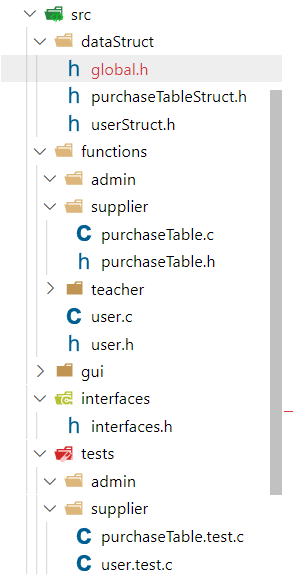 src
dataStruct
global.h
purchaseTableStruct.h
userStruct.h
functions
admin
supplier
purchaseTable.c
purchaseTable.h
teacher
user.c
user.h
gui
interfaces
interfaces.h
tests
admin
supplier
purchaseTable.test.c
user.test.c